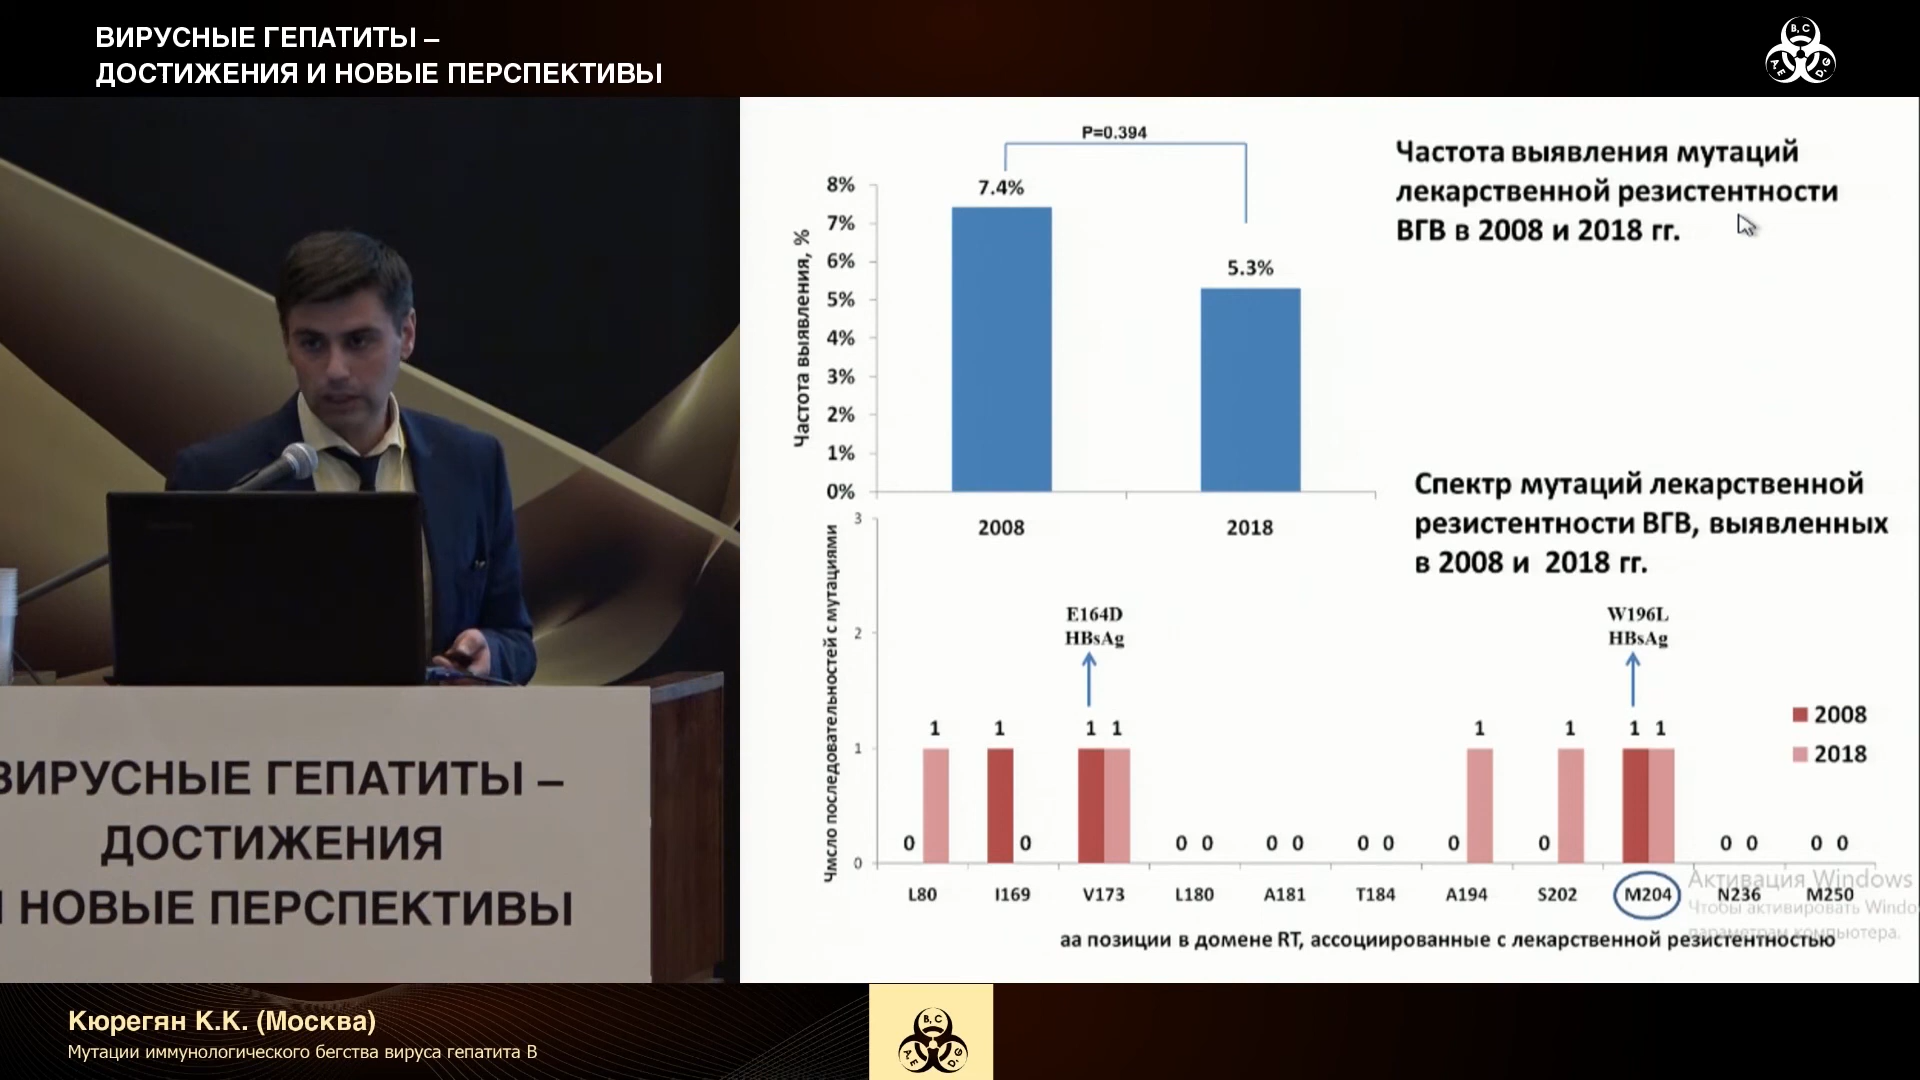 ВИРУСНЫЕ ГЕПАТИТЫ –
ДОСТИЖЕНИЯ И НОВЫЕ ПЕРСПЕКТИВЫ
B, C
A, E
D, G
P=0.394
8%
7%
6%
5%
4%
3%
2%
1%
0%
7.4%
5.3%
Частота выявления, %
2008
2018
Частота выявления мутаций
лекарственной резистентности
ВГВ в 2008 и 2018 гг.
Спектр мутаций лекарственной
резистентности ВГВ, выявленных
в 2008 и 2018 гг.
Чмсло последовательностей с мутациями
3
2
1
0
E164D
HBsAg
W196L
HBsAg
2008
2018
1 1 1 1 1 1 1 1
0 0 0 0 0 0 0 0 0 0 0 0 0 0
L80 I169 V173 L180 A181 T184 A194 S202 M204 N236 M250
аа позиции в домене RT, ассоциированные с лекарственной резистентностью
Активация Windows
Чтобы активировать Windo
параметрам компьютера.
ВИРУСНЫЕ ГЕПАТИТЫ –
ДОСТИЖЕНИЯ
И НОВЫЕ ПЕРСПЕКТИВЫ
Кюрегян К.К. (Москва)
Мутации иммунологического бегства вируса гепатита В
B, C
A, E
D, G